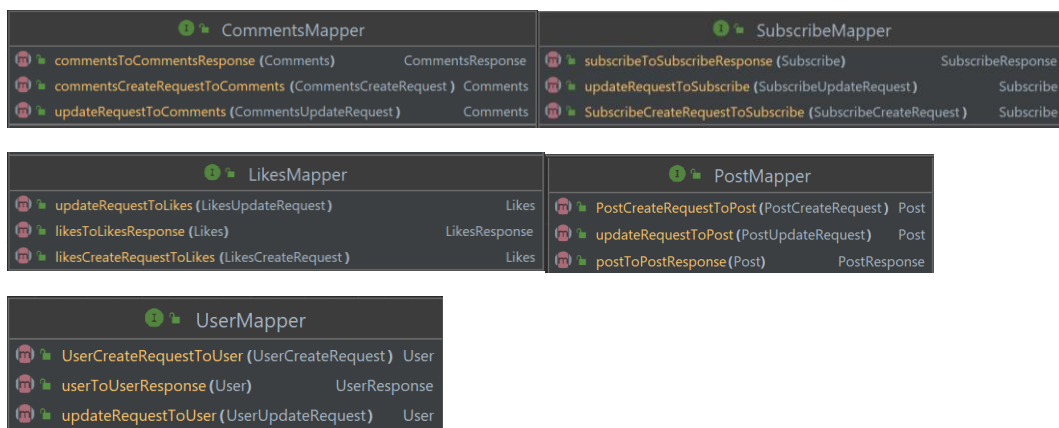 CommentsMapper
commentsToCommentsResponse (Comments) CommentsResponse
commentsCreateRequestToComments (CommentsCreateRequest) Comments
updateRequestToComments (CommentsUpdateRequest) Comments
SubscribeMapper
subscribeToSubscribeResponse (Subscribe) SubscribeResponse
updateRequestToSubscribe (SubscribeUpdateRequest) Subscribe
SubscribeCreateRequestToSubscribe (SubscribeCreateRequest) Subscribe
LikesMapper
updateRequestToLikes (LikesUpdateRequest) Likes
likesToLikesResponse (Likes) LikesResponse
likesCreateRequestToLikes (LikesCreateRequest) Likes
PostMapper
PostCreateRequestToPost (PostCreateRequest) Post
updateRequestToPost (PostUpdateRequest) Post
postToPostResponse (Post) PostResponse
UserMapper
UserCreateRequestToUser (UserCreateRequest) User
userToUserResponse (User) UserResponse
updateRequestToUser (UserUpdateRequest) User